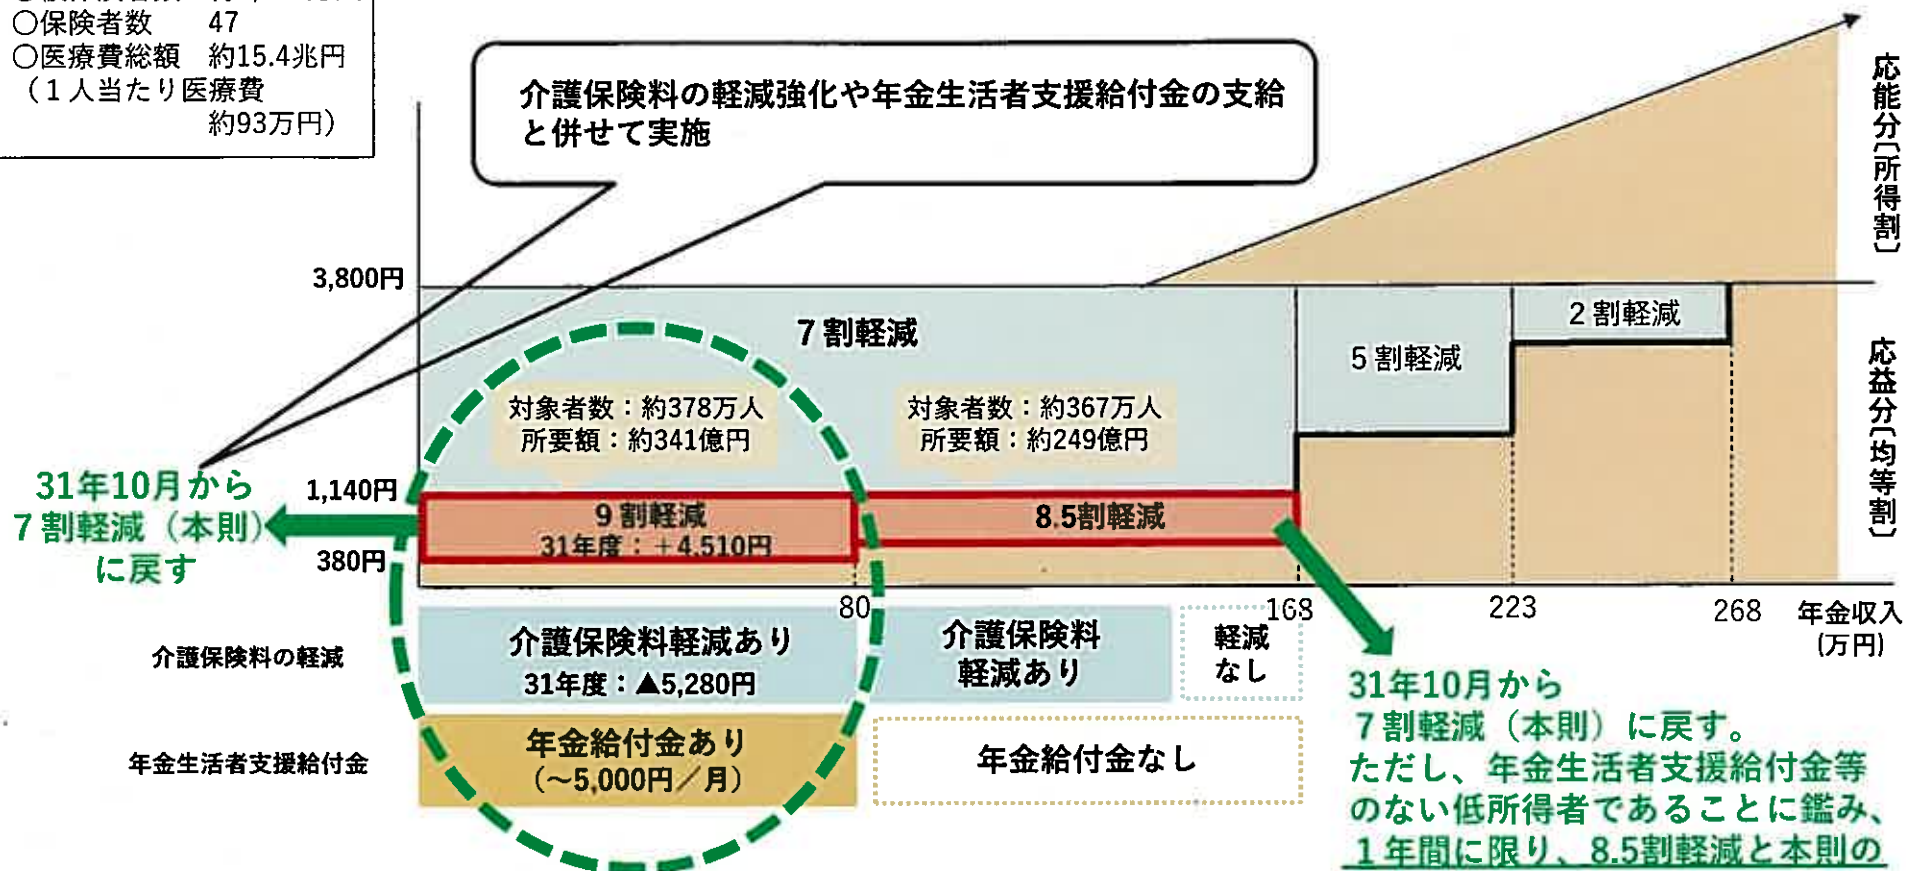 ○保険者数 47
○医療費総額 約15.4兆円
（１人当たり医療費
約93万円）
介護保険料の軽減強化や年金生活者支援給付金の支給
と併せて実施
応能分〔所得割〕
3,800円
７割軽減
２割軽減
５割軽減
応益分〔均等割〕
対象者数：約378万人
所要額：約341億円
対象者数：約367万人
所要額：約249億円
31年10月から
７割軽減（本則）
に戻す
1,140円
９割軽減
31年度：＋4,510円
8.5割軽減
380円
80
168
223
268
年金収入
(万円)
介護保険料の軽減
介護保険料軽減あり
31年度：▲5,280円
介護保険料
軽減あり
軽減
なし
年金生活者支援給付金
年金給付金あり
（～5,000円／月）
年金給付金なし
31年10月から
７割軽減（本則）に戻す。
ただし、年金生活者支援給付金等
のない低所得者であることに鑑み、
１年間に限り、8.5割軽減と本則の